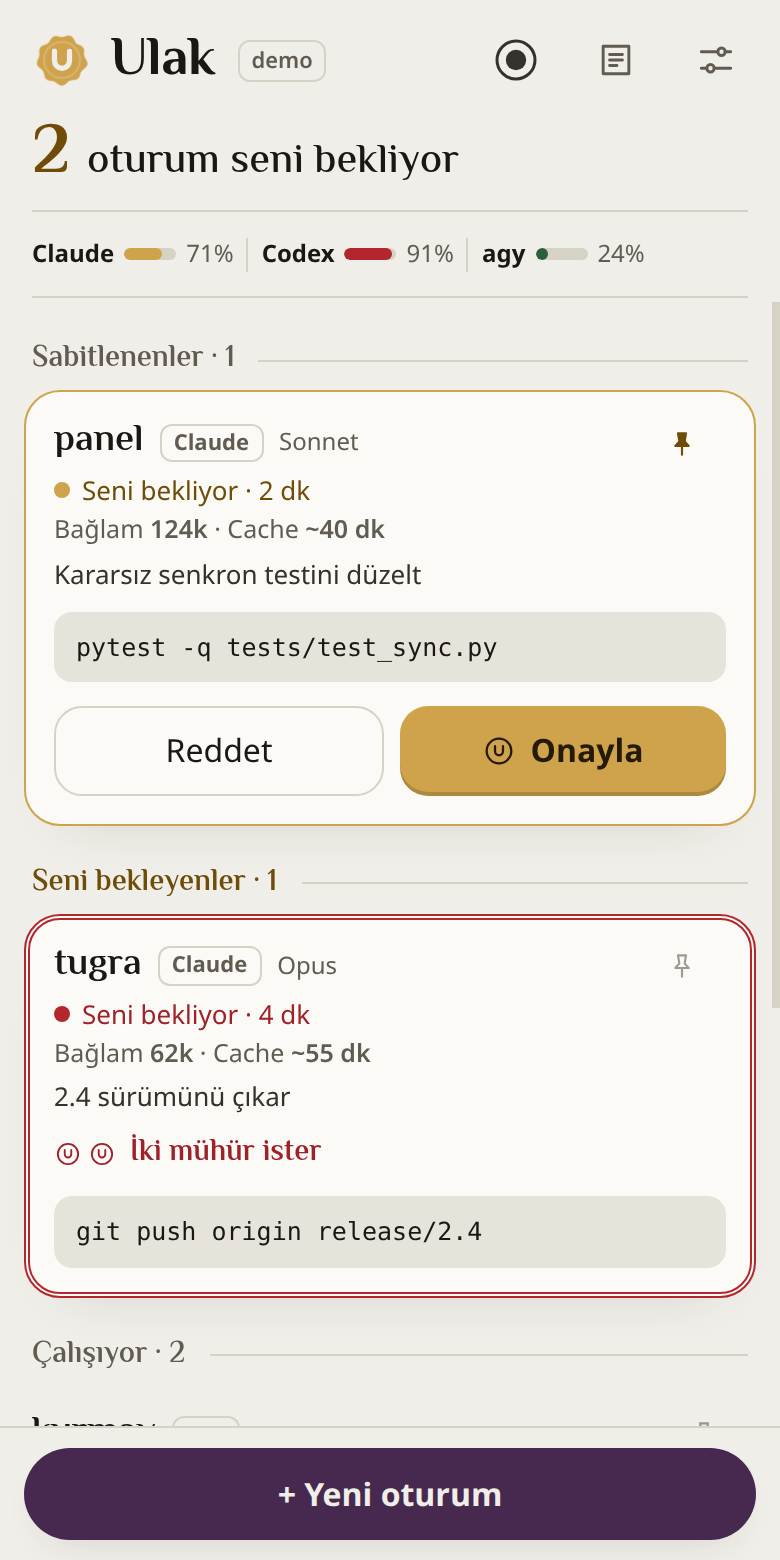 Ulak demo
2 oturum seni bekliyor
Claude 71% Codex 91% agy 24%
Sabitlenenler · 1
panel Claude Sonnet
Seni bekliyor · 2 dk
Bağlam 124k · Cache ~40 dk
Kararsız senkron testini düzelt
pytest -q tests/test_sync.py
Reddet Onayla
Seni bekleyenler · 1
tugra Claude Opus
Seni bekliyor · 4 dk
Bağlam 62k · Cache ~55 dk
2.4 sürümünü çıkar
İki mühür ister
git push origin release/2.4
Çalışıyor · 2
+ Yeni oturum